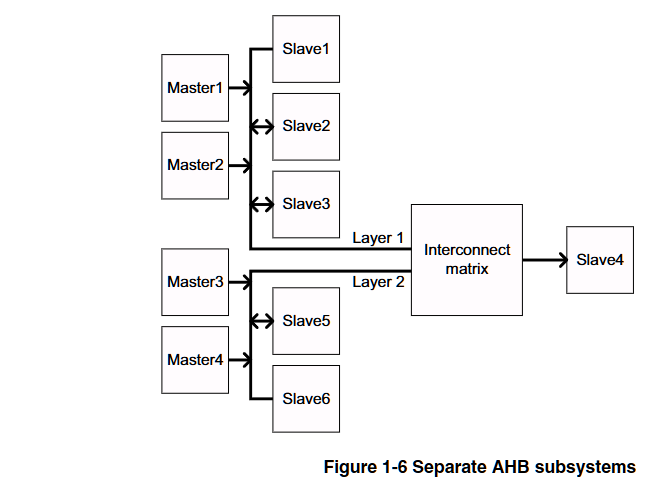 Slave1
Master1
Slave2
Master2
Slave3
Layer 1
Interconnect
matrix
Slave4
Master3
Layer 2
Slave5
Master4
Slave6
Figure 1-6 Separate AHB subsystems